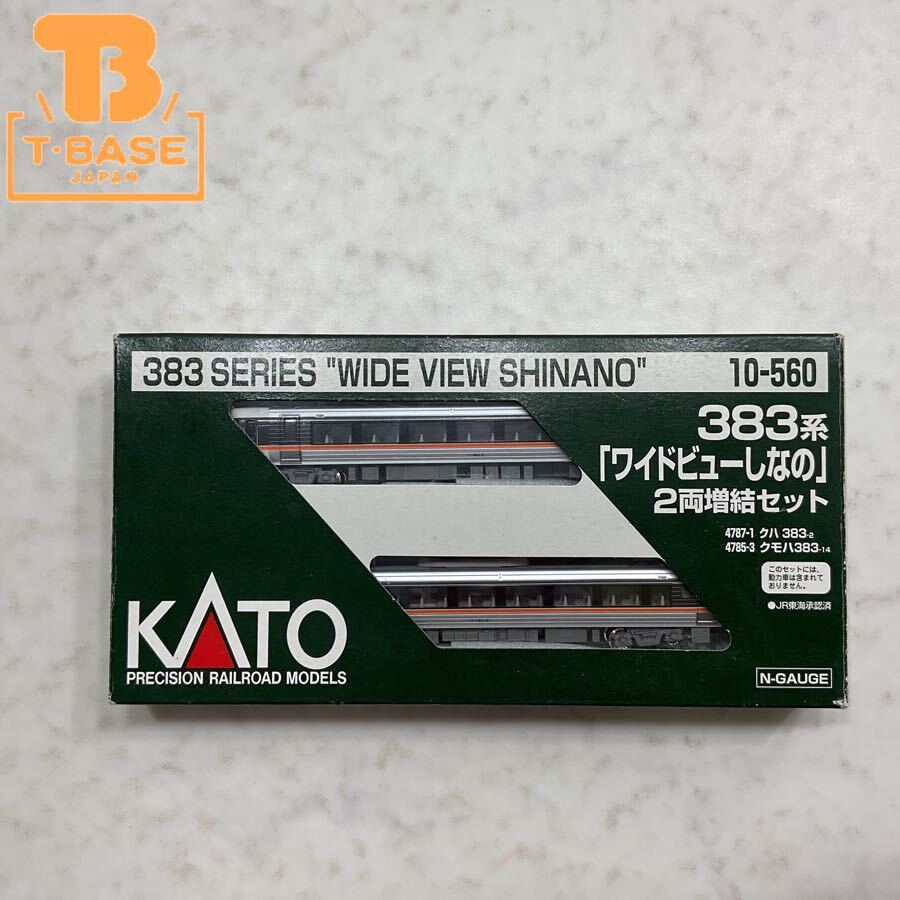 B
T・BASE
JAPAN
383 SERIES "WIDE VIEW SHINANO"
10-560
383系
「ワイドビューしなの」
2両増結セット
4787-1 クハ 383-2
4785-3 クモハ383-14
このセットには、
動力車は含まれて
おりません。
●JR東海承認済
KATO
PRECISION RAILROAD MODELS
N-GAUGE